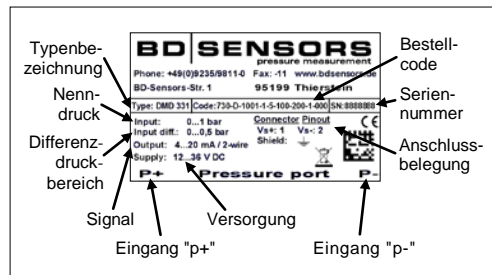 Typenbe-
zeichnung
Nenn-
druck
Differenz-
druck-
bereich
Signal
BD SENSORS
pressure measurement
Phone: +49(0)9235/9811-0 Fax: -11 www.bdsensors.de
BD-Sensors-Str. 1 95199 Thierstein
Type: DMD 331 Code:730-D-1001-1-5-100-200-1-000 SN:8888888
Input: 0...1 bar
Input diff.: 0...0,5 bar
Output: 4...20 mA / 2-wire
Supply: 12...36 V DC
Connector Pinout
Vs+: 1 Vs-: 2
Shield:
CE
P+ Pressure port P-
Bestell-
code
Serien-
nummer
Anschluss-
belegung
Versorgung
Eingang "p+"
Eingang "p-"